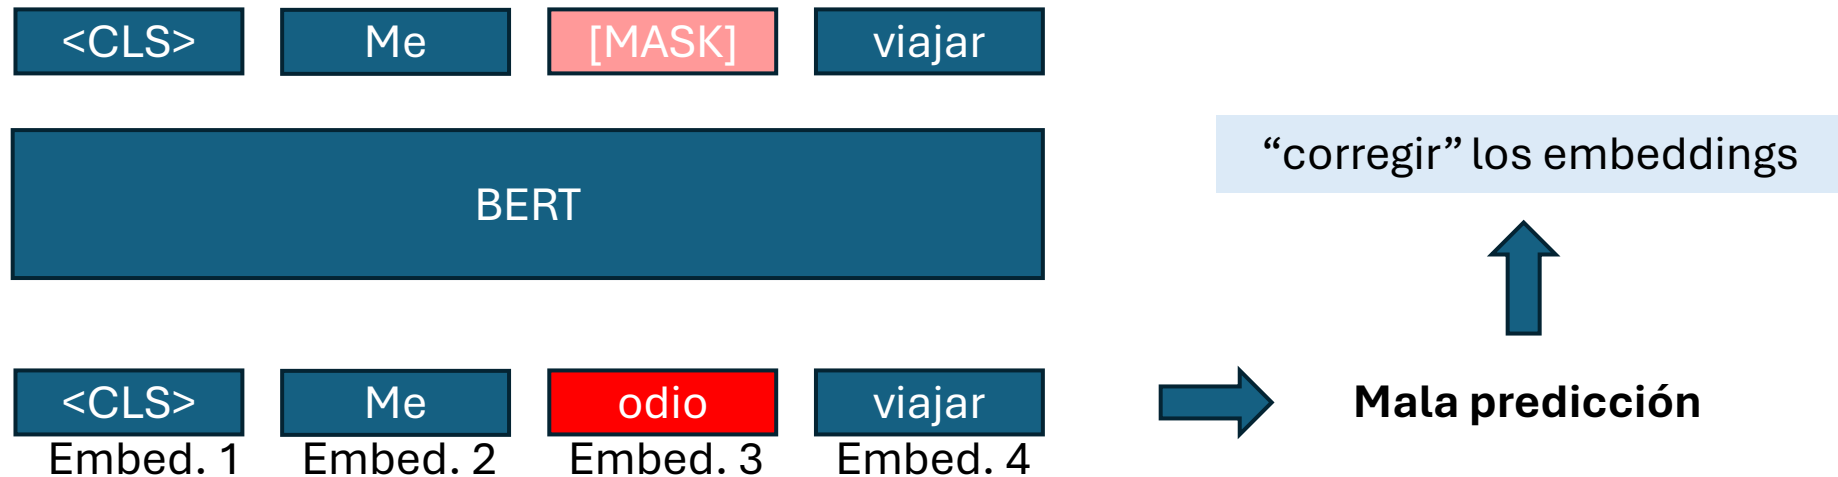 <CLS> Me [MASK] viajar
BERT
<CLS> Me odio viajar
Embed. 1 Embed. 2 Embed. 3 Embed. 4
Mala predicción
“corregir” los embeddings